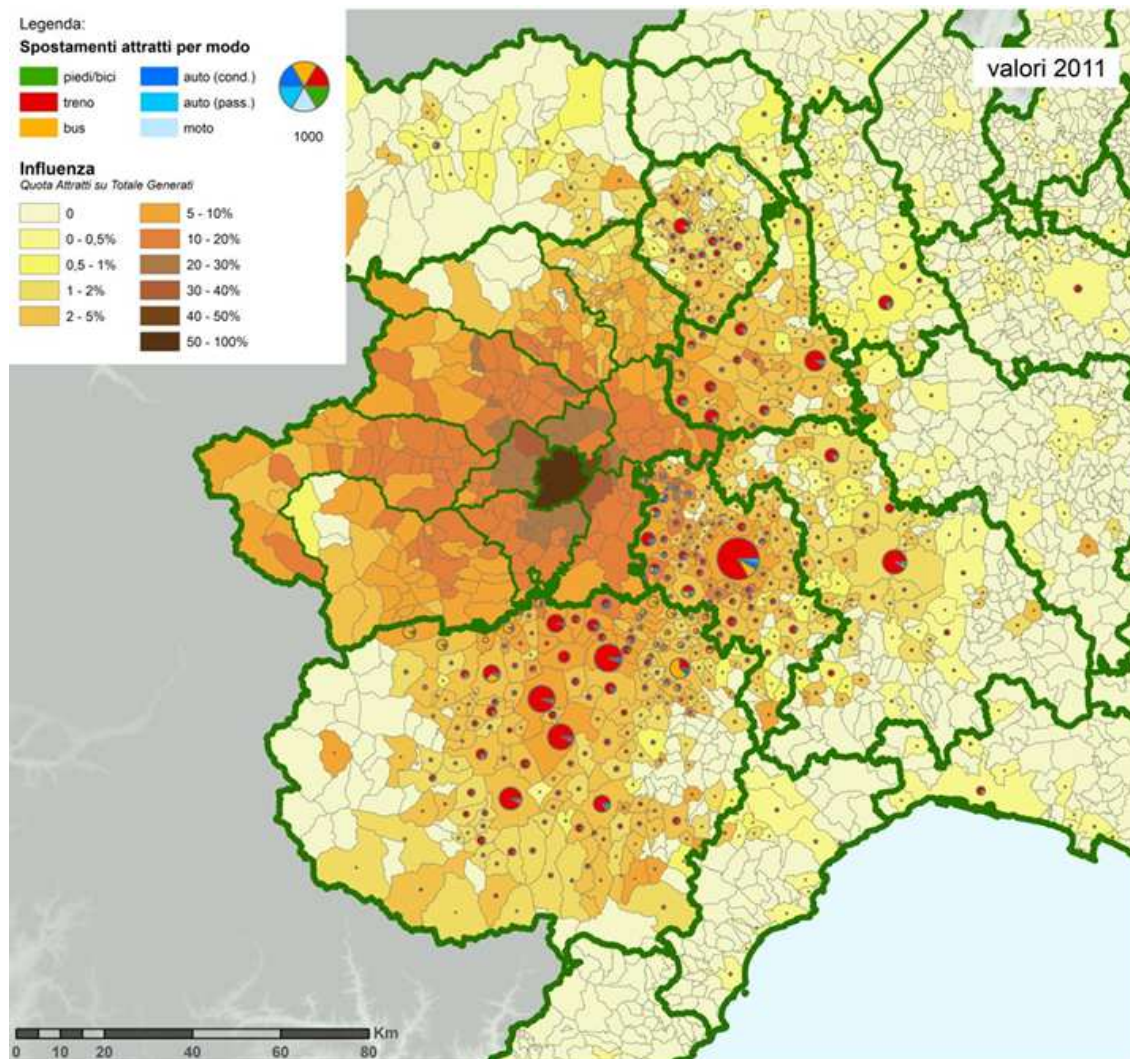 Legenda:
Spostamenti attratti per modo
piedi/bici
auto (cond.)
treno
auto (pass.)
bus
moto
1000
Influenza
Quota Attratti su Totale Generati
0
5 - 10%
0 - 0,5%
10 - 20%
0,5 - 1%
20 - 30%
1 - 2%
30 - 40%
2 - 5%
40 - 50%
50 - 100%
valori 2011
Km
0 10 20 40 60 80